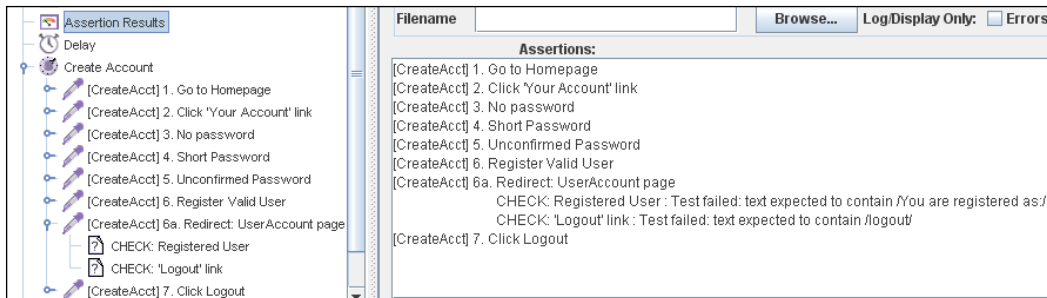 Assertion Results
Delay
Create Account
[CreateAcct] 1. Go to Homepage
[CreateAcct] 2. Click 'Your Account' link
[CreateAcct] 3. No password
[CreateAcct] 4. Short Password
[CreateAcct] 5. Unconfirmed Password
[CreateAcct] 6. Register Valid User
[CreateAcct] 6a. Redirect: UserAccount page
CHECK: Registered User
CHECK: 'Logout' link
[CreateAcct] 7. Click Logout
Filename Browse... Log/Display Only: Errors
Assertions:
[CreateAcct] 1. Go to Homepage
[CreateAcct] 2. Click 'Your Account' link
[CreateAcct] 3. No password
[CreateAcct] 4. Short Password
[CreateAcct] 5. Unconfirmed Password
[CreateAcct] 6. Register Valid User
[CreateAcct] 6a. Redirect: UserAccount page
CHECK: Registered User : Test failed: text expected to contain /You are registered as:/
CHECK: 'Logout' link : Test failed: text expected to contain /logout/
[CreateAcct] 7. Click Logout